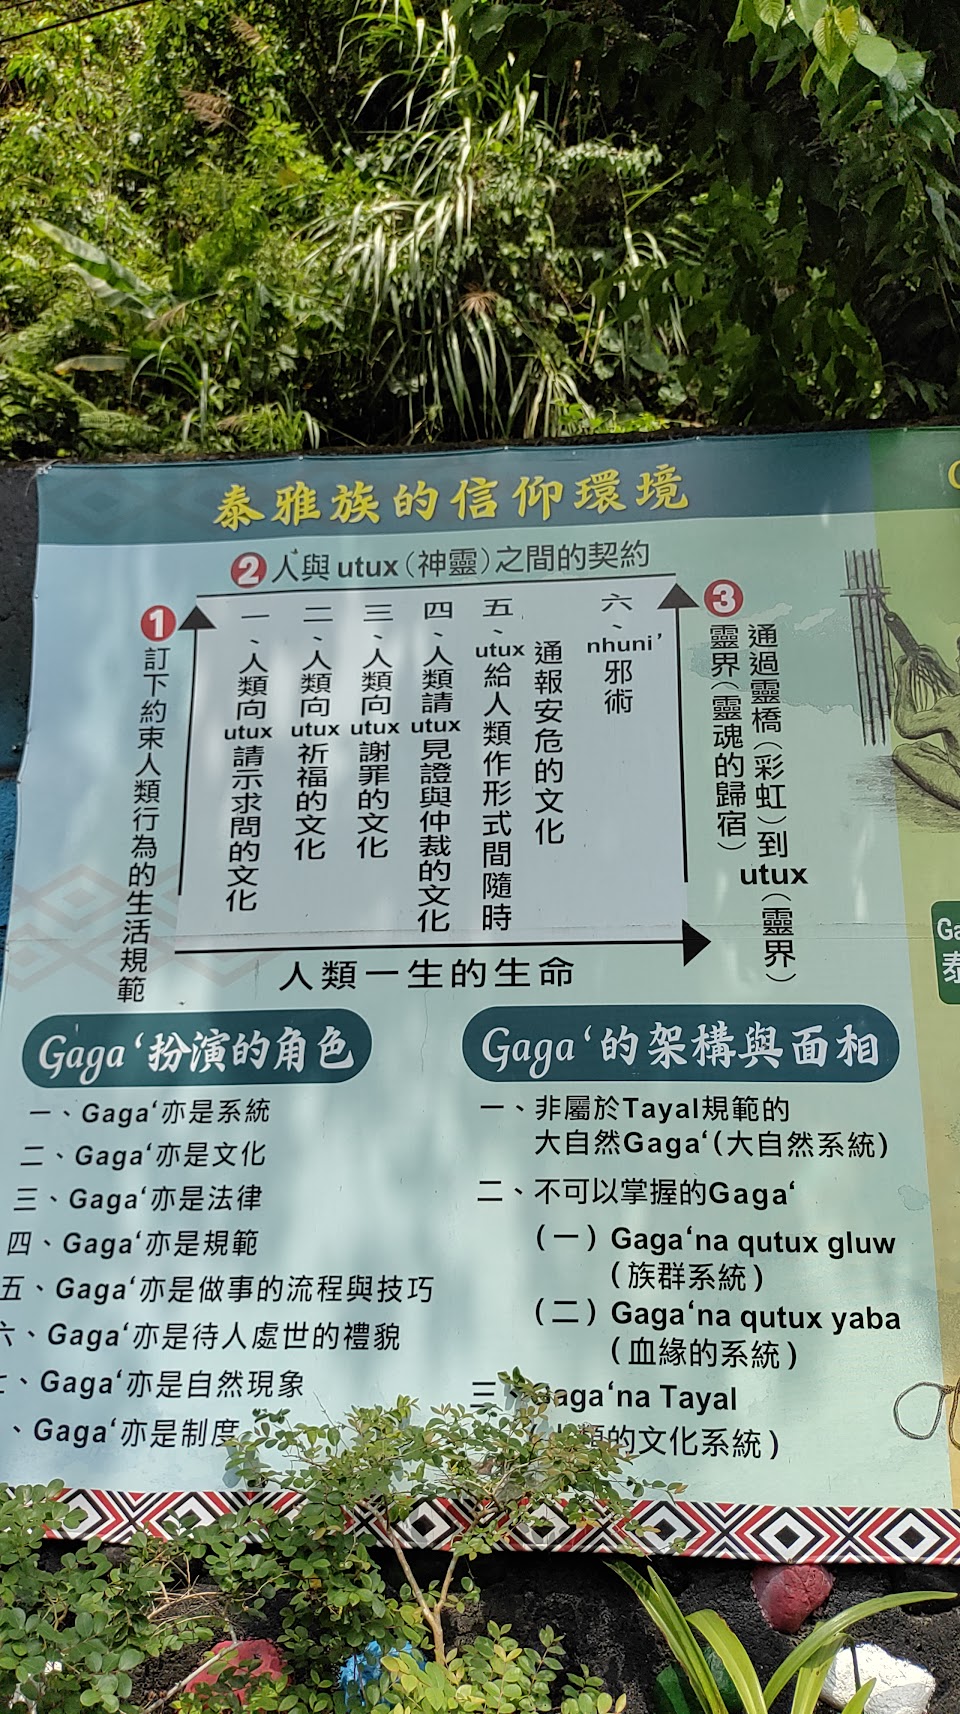 泰雅族的信仰環境
2 人與utux(神靈)之間的契約
1 訂下約束人類行為的生活規範
一、人類向utux請示求問的文化
二、人類向utux祈福的文化
三、人類向utux謝罪的文化
四、人類請utux見證與仲裁的文化
五、utux給人類作形式間隨時
通報安危的文化
六、nhuni’邪術
3 通過靈橋(彩虹)到utux(靈界)
靈界(靈魂的歸宿)
人類一生的生命
Gaga‘扮演的角色
一、Gaga‘亦是系統
二、Gaga‘亦是文化
三、Gaga‘亦是法律
四、Gaga‘亦是規範
五、Gaga‘亦是做事的流程與技巧
六、Gaga‘亦是待人處世的禮貌
、Gaga‘亦是自然現象
、Gaga‘亦是制度
Gaga‘的架構與面相
一、非屬於Tayal規範的
大自然Gaga‘(大自然系統)
二、不可以掌握的Gaga‘
(一)Gaga‘na qutux gluw
(族群系統)
(二)Gaga‘na qutux yaba
(血緣的系統)
三、Gaga‘na Tayal
的文化系統)
Ga
泰